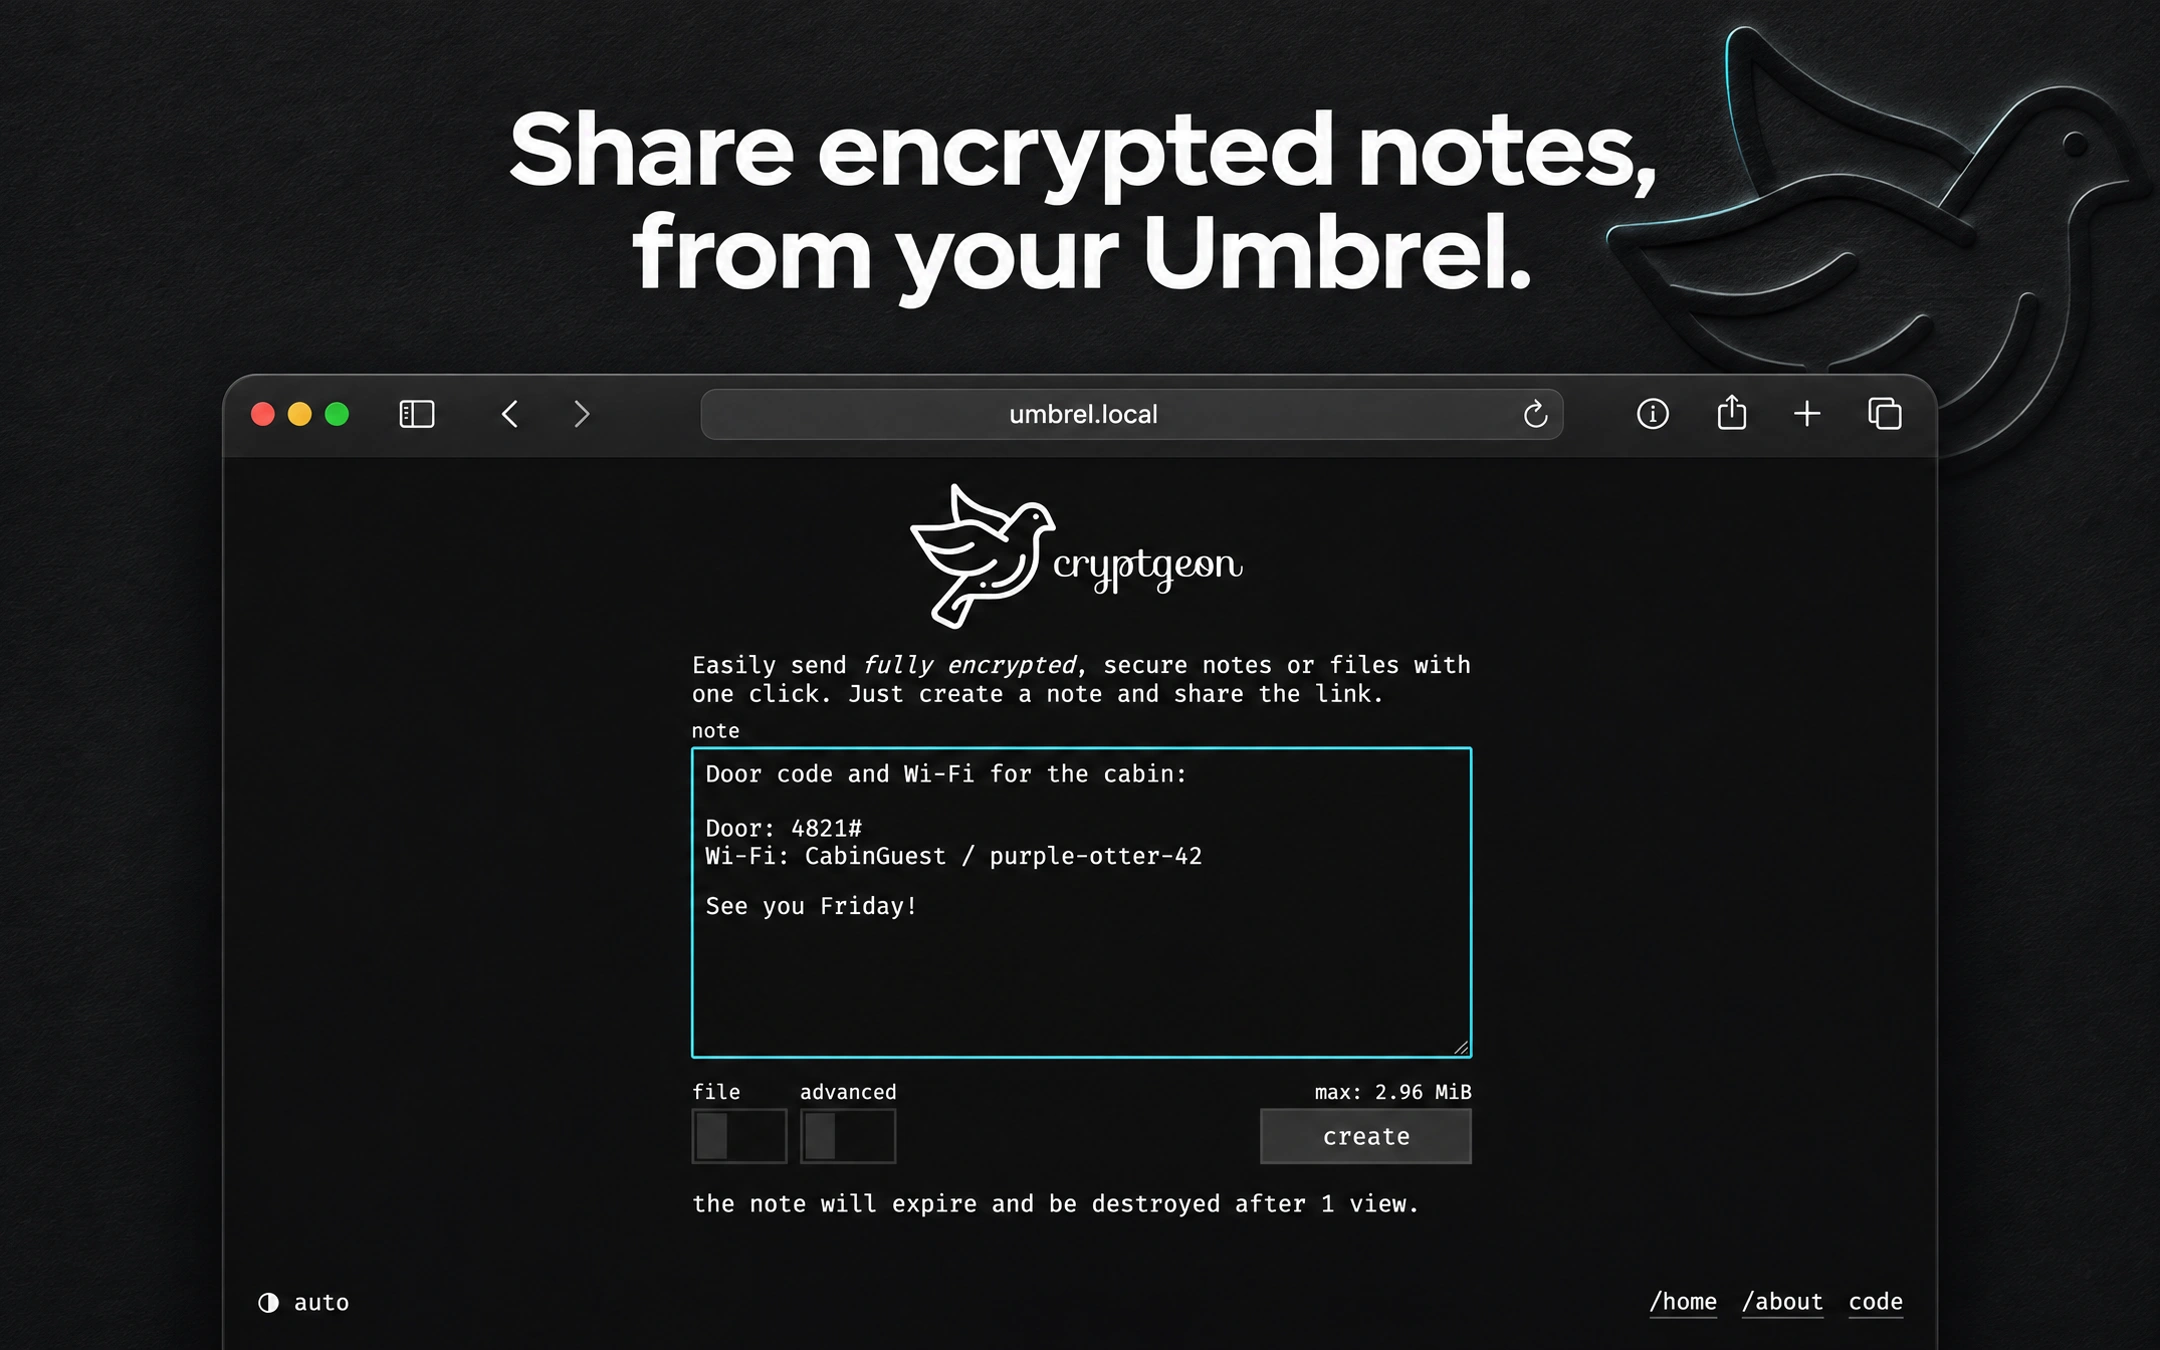 Share encrypted notes,
from your Umbrel.
umbrel.local
cryptgeon
Easily send fully encrypted, secure notes or files with
one click. Just create a note and share the link.
note
Door code and Wi-Fi for the cabin:
Door: 4821#
Wi-Fi: CabinGuest / purple-otter-42
See you Friday!
file advanced max: 2.96 MiB
create
the note will expire and be destroyed after 1 view.
auto /home /about code